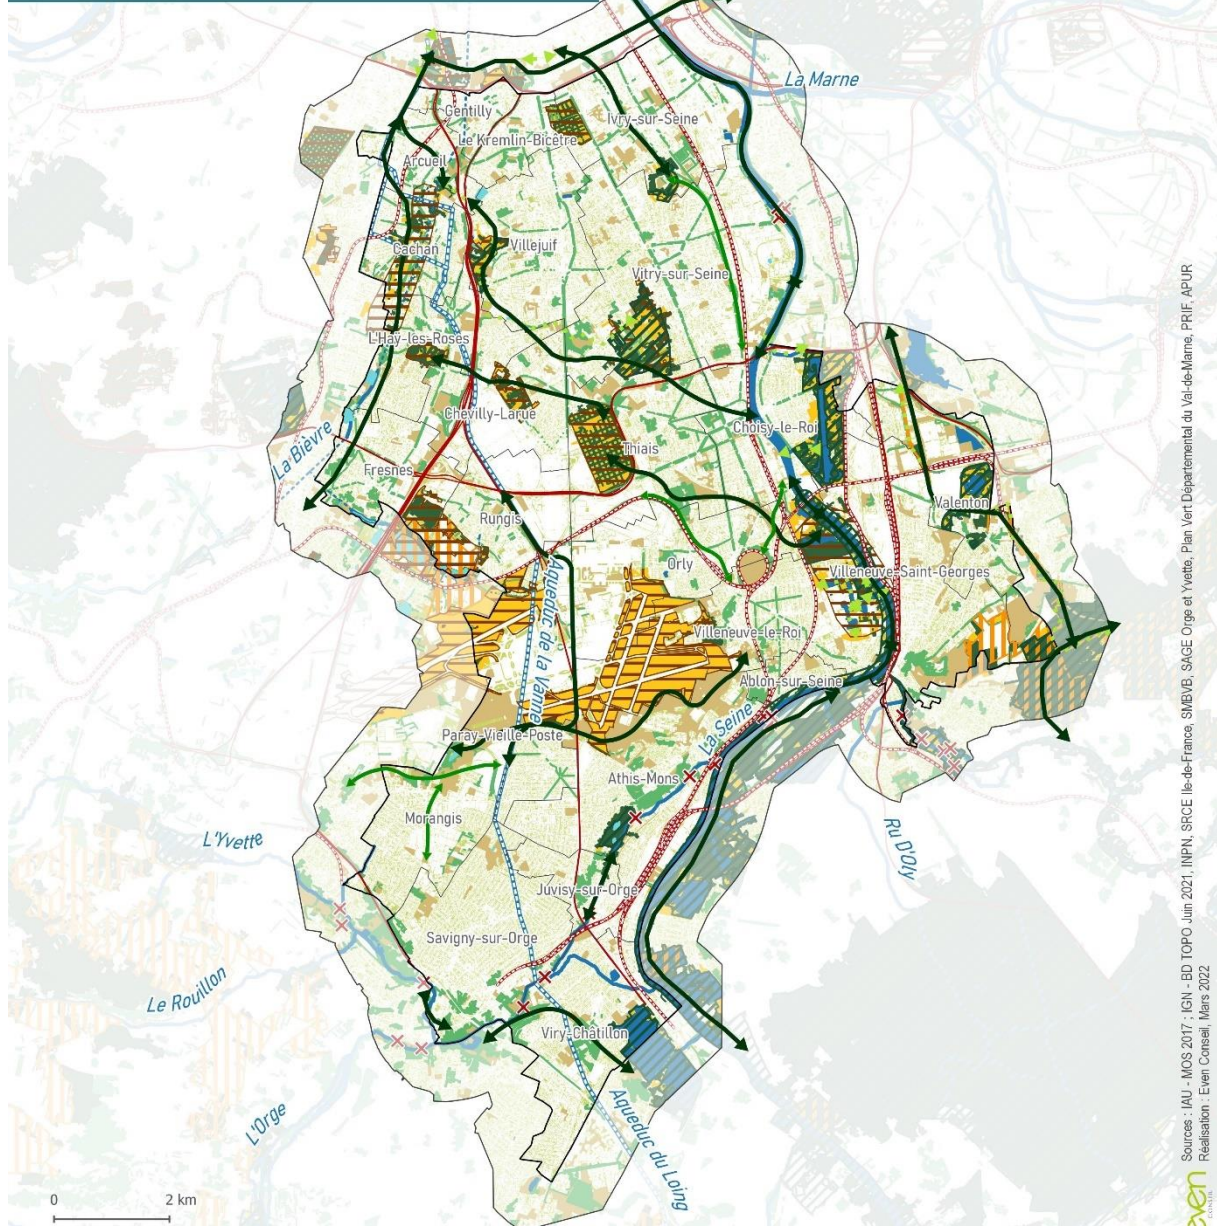 La Marne
Gentilly
Ivry-sur-Seine
Le Kremlin-Bicêtre
Arcueil
Cachan
Villejuif
Vitry-sur-Seine
L'Haÿ-les-Roses
Chevilly-Larue
Choisy-le-Roi
La Bièvre
Thiais
Fresnes
Valenton
Rungis
Orly
Villeneuve-Saint-Georges
Aqueduc de la Vanne
Villeneuve-le-Roi
Ablon-sur-Seine
La Seine
Paray-Vieille-Poste
Athis-Mons
Morangis
L'Yvette
Ru D'Oly
Juvisy-sur-Orge
Savigny-sur-Orge
Le Rouillon
Viry-Châtillon
L'Orge
Aqueduc du Loing
0 2 km
Sources : IAU - MOS 2017 ; IGN - BD TOPO Juin 2021, INPN, SRCE Ile-de-France, SMBVB, SAGE Orge et Yvette, Plan Vert Départemental du Val-de-Marne, PRIF, APUR
Réalisation : Even Conseil, Mars 2022
even
CONSEIL